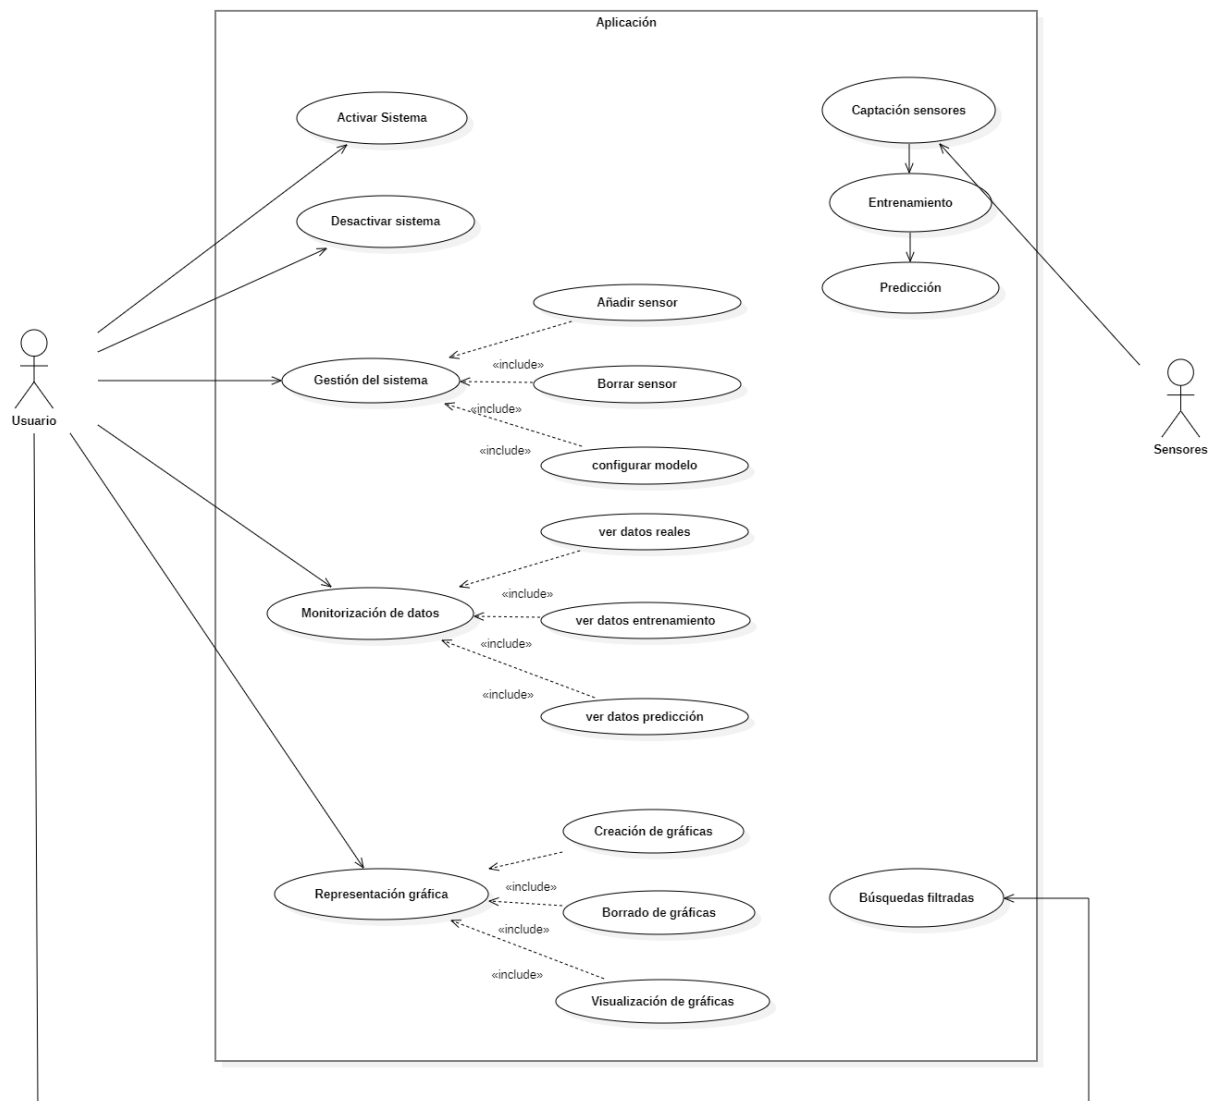 Aplicación
Activar Sistema
Captación sensores
Desactivar sistema
Entrenamiento
Predicción
Añadir sensor
«include»
Gestión del sistema
Borrar sensor
«include»
«include»
configurar modelo
Usuario
Sensores
ver datos reales
«include»
Monitorización de datos
ver datos entrenamiento
«include»
«include»
ver datos predicción
Creación de gráficas
«include»
Representación gráfica
Borrado de gráficas
«include»
«include»
Visualización de gráficas
Búsquedas filtradas